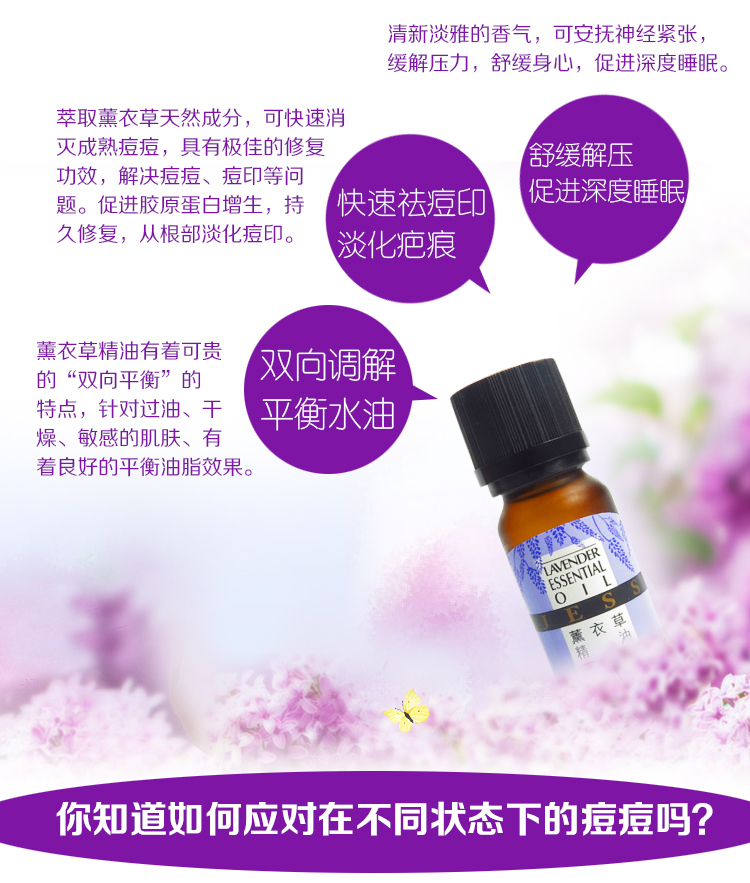 清新淡雅的香气，可安抚神经紧张，
缓解压力，舒缓身心，促进深度睡眠。
萃取薰衣草天然成分，可快速消
灭成熟痘痘，具有极佳的修复
功效，解决痘痘、痘印等问
题。促进胶原蛋白增生，持
久修复，从根部淡化痘印。
快速祛痘印
淡化疤痕
舒缓解压
促进深度睡眠
薰衣草精油有着可贵
的“双向平衡”的
特点，针对过油、干
燥、敏感的肌肤、有
着良好的平衡油脂效果。
双向调解
平衡水油
LAVENDER
ESSENTIAL
OIL
JESS
薰衣草
精油
你知道如何应对在不同状态下的痘痘吗？